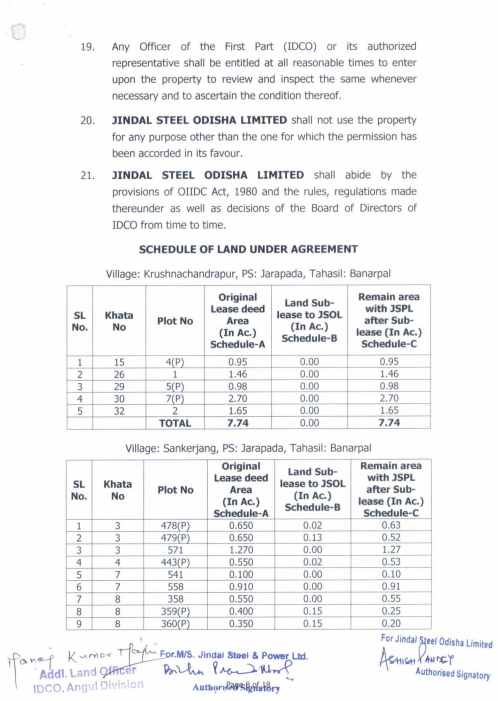 19. Any Officer of the First Part (IDCO) or its authorized
representative shall be entitled at all reasonable times to enter
upon the property to review and inspect the same whenever
necessary and to ascertain the condition thereof.
20. JINDAL STEEL ODISHA LIMITED shall not use the property
for any purpose other than the one for which the permission has
been accorded in its favour.
21. JINDAL STEEL ODISHA LIMITED shall abide by the
provisions of OIIDC Act, 1980 and the rules, regulations made
thereunder as well as decisions of the Board of Directors of
IDCO from time to time.
SCHEDULE OF LAND UNDER AGREEMENT
Village: Krushnachandrapur, PS: Jarapada, Tahasil: Banarpal
SL No. Khata No Plot No Original Lease deed Area (In Ac.) Schedule-A Land Sub-lease to JSOL (In Ac.) Schedule-B Remain area with JSPL after Sub-lease (In Ac.) Schedule-C
1 15 4(P) 0.95 0.00 0.95
2 26 1 1.46 0.00 1.46
3 29 5(P) 0.98 0.00 0.98
4 30 7(P) 2.70 0.00 2.70
5 32 2 1.65 0.00 1.65
TOTAL 7.74 0.00 7.74
Village: Sankerjang, PS: Jarapada, Tahasil: Banarpal
SL No. Khata No Plot No Original Lease deed Area (In Ac.) Schedule-A Land Sub-lease to JSOL (In Ac.) Schedule-B Remain area with JSPL after Sub-lease (In Ac.) Schedule-C
1 3 478(P) 0.650 0.02 0.63
2 3 479(P) 0.650 0.13 0.52
3 3 571 1.270 0.00 1.27
4 4 443(P) 0.550 0.02 0.53
5 7 541 0.100 0.00 0.10
6 7 558 0.910 0.00 0.91
7 8 358 0.550 0.00 0.55
8 8 359(P) 0.400 0.15 0.25
9 8 360(P) 0.350 0.15 0.20
Kumar
Addl. Land Officer
IDCO, Angul Division
For.M/S. Jindal Steel & Power Ltd.
Authorised Signatory
Page 8 of 18
For Jindal Steel Odisha Limited
ASHISH PANDEY
Authorised Signatory